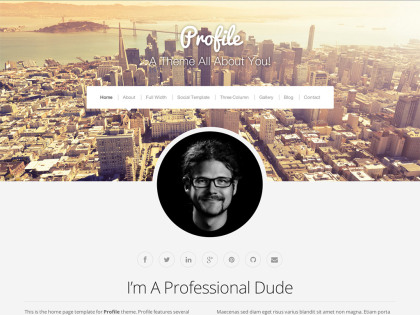 Profile
A Theme All About You!
Home About Full Width Social Template Three Column Gallery Blog Contact
I'm A Professional Dude
This is the home page template for Profile theme. Profile features several
Maecenas sed diam eget risus varius blandit sit amet non magna. Etiam porta